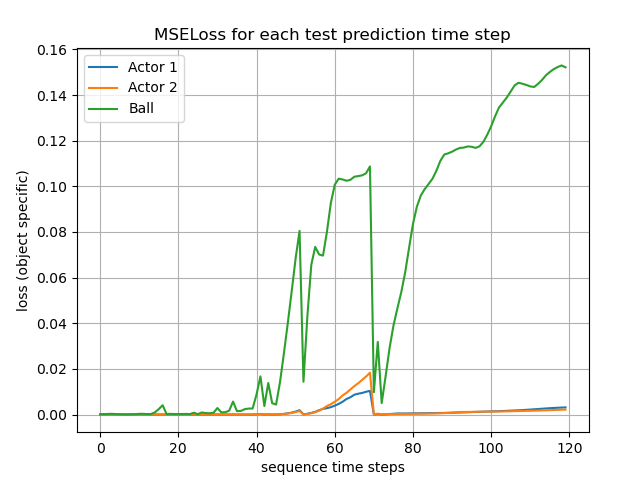 MSELoss for each test prediction time step
0.16
0.14
0.12
0.10
0.08
0.06
0.04
0.02
0.00
loss (object specific)
Actor 1
Actor 2
Ball
0 20 40 60 80 100 120
sequence time steps